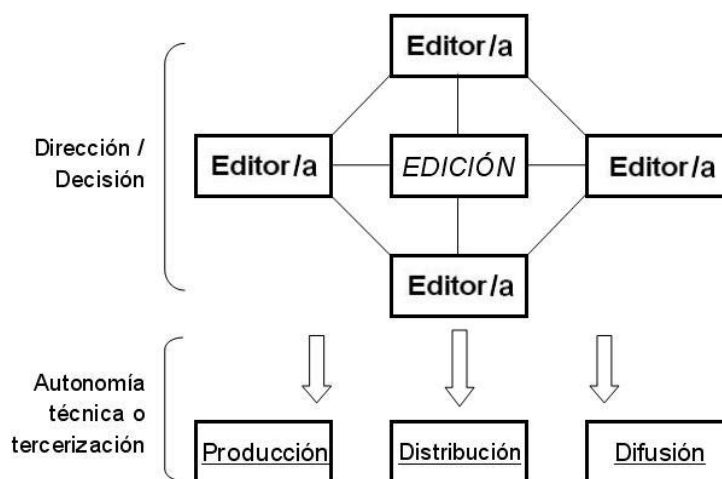 Editor/a
Dirección /
Decisión
Editor/a
EDICIÓN
Editor/a
Editor/a
Autonomía
técnica o
tercerización
Producción
Distribución
Difusión